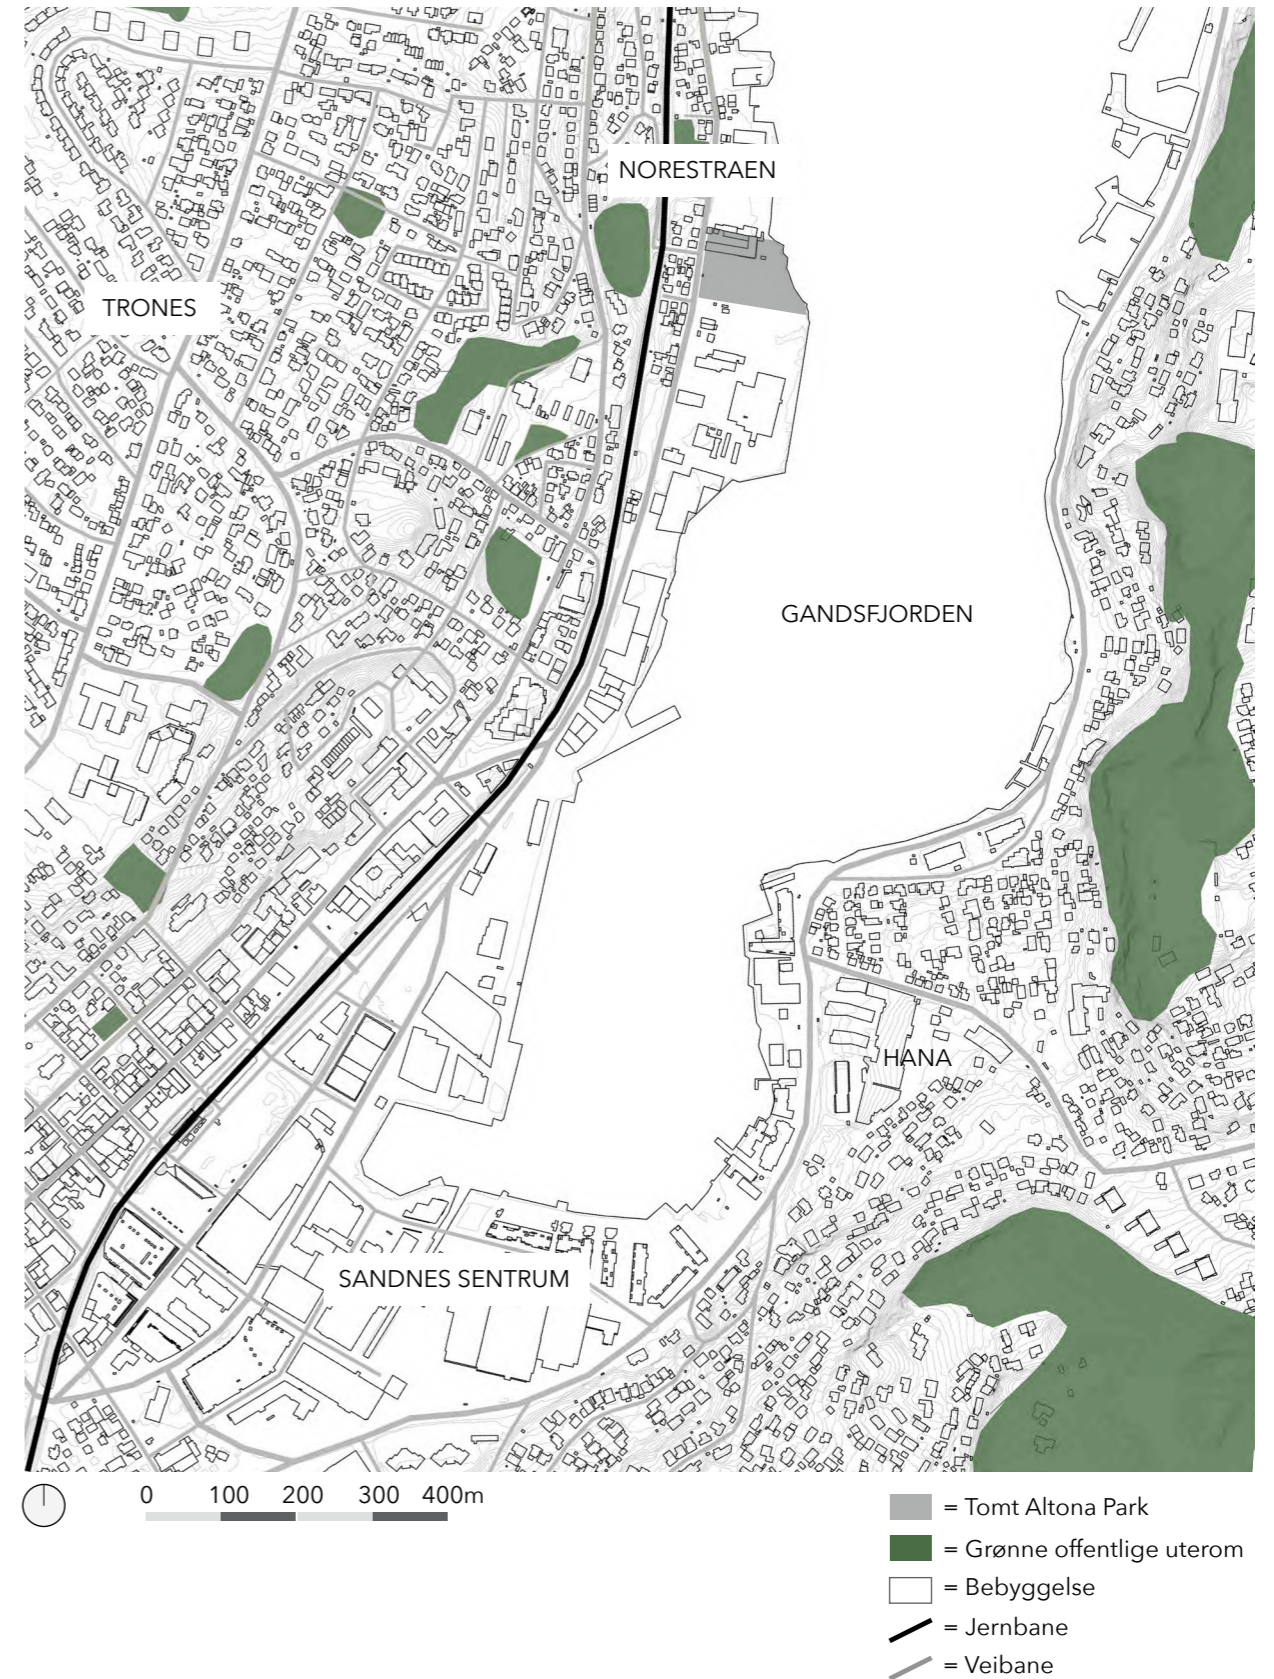 NORESTRAEN
TRONES
GANDSFJORDEN
HANA
SANDNES SENTRUM
0 100 200 300 400m
= Tomt Altona Park
= Grønne offentlige uterom
= Bebyggelse
= Jernbane
= Veibane